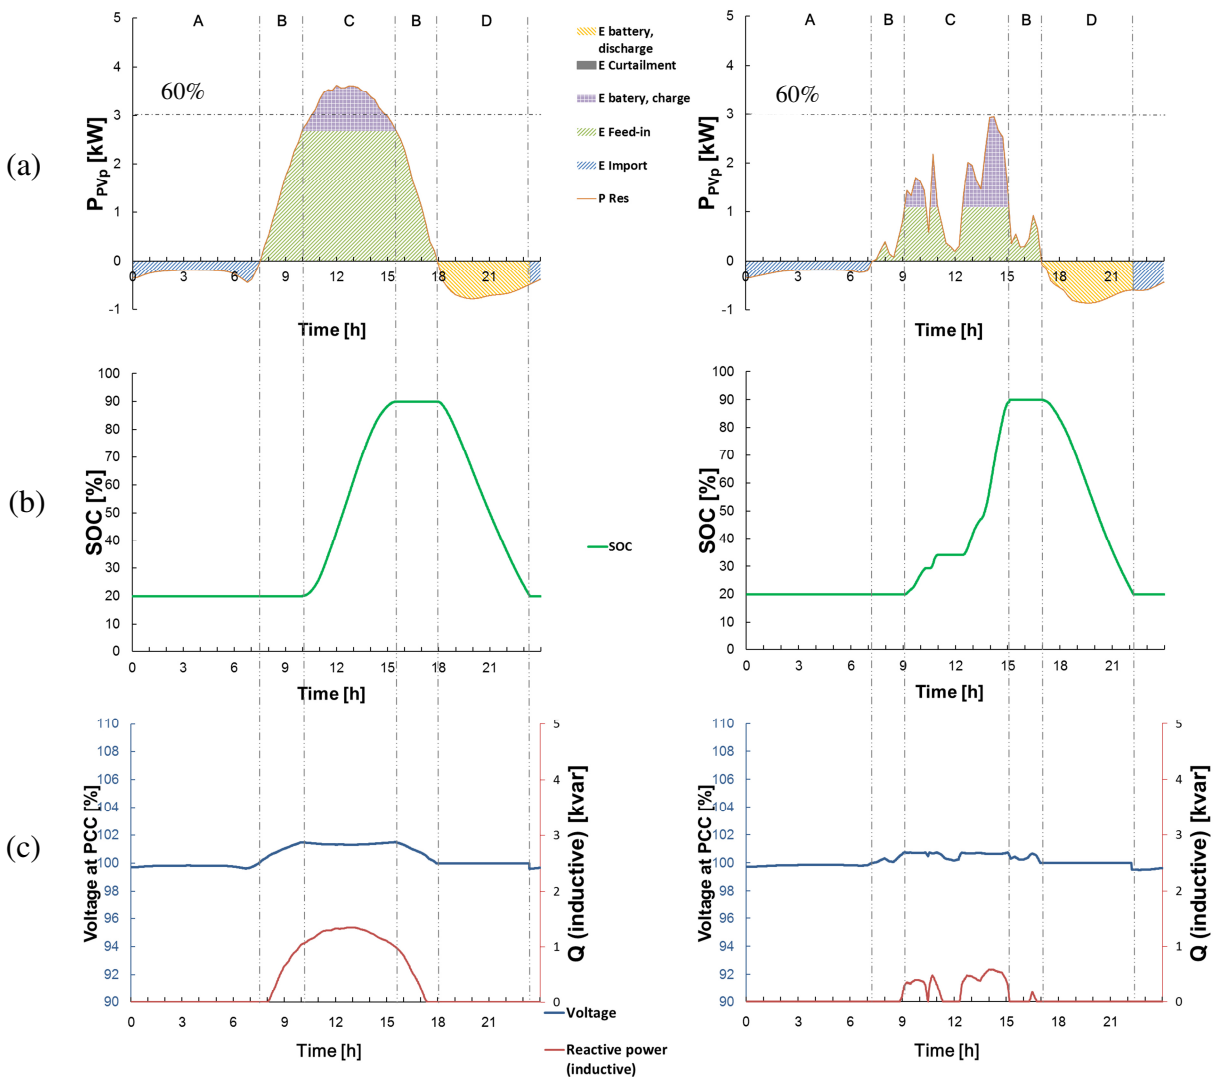 A B C B D
5
4
3
2
1
0
-1
60%
P PVp [kW]
0 3 6 9 12 15 18 21
Time [h]
(a)
E battery,
discharge
E Curtailment
E batery, charge
E Feed-in
E Import
P Res
A B C B D
5
4
3
2
1
0
-1
60%
P PVp [kW]
0 3 6 9 12 15 18 21
Time [h]
(b)
SOC [%]
100
90
80
70
60
50
40
30
20
10
0
0 3 6 9 12 15 18 21
Time [h]
SOC
SOC [%]
100
90
80
70
60
50
40
30
20
10
0
0 3 6 9 12 15 18 21
Time [h]
(c)
Voltage at PCC [%]
110
108
106
104
102
100
98
96
94
92
90
5
4
3
2
1
0
Q (inductive) [kvar]
0 3 6 9 12 15 18 21
Time [h]
Voltage
Reactive power
(inductive)
Voltage at PCC [%]
110
108
106
104
102
100
98
96
94
92
90
5
4
3
2
1
0
Q (inductive) [kvar]
0 3 6 9 12 15 18 21
Time [h]